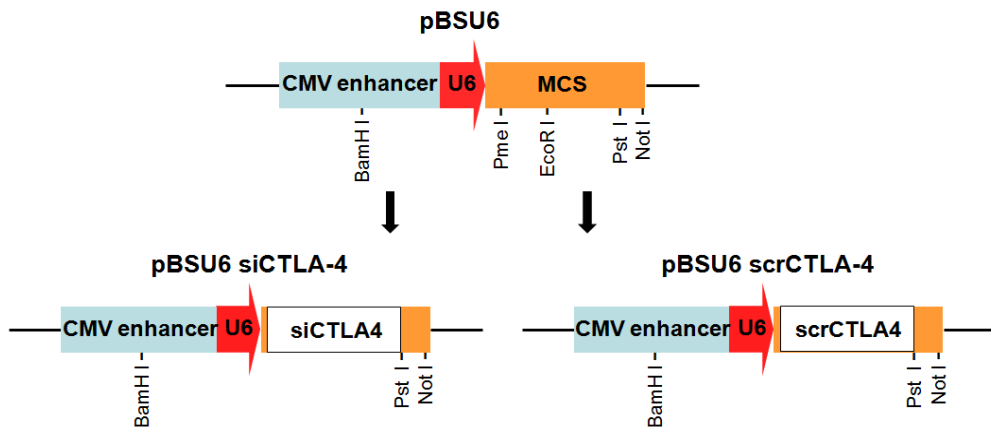 pBSU6
CMV enhancer U6 MCS
BamH I
Pme I
EcoR I
Pst I
Not I
pBSU6 siCTLA-4
pBSU6 scrCTLA-4
CMV enhancer U6 siCTLA4
CMV enhancer U6 scrCTLA4
BamH I
Pst I
Not I
BamH I
Pst I
Not I